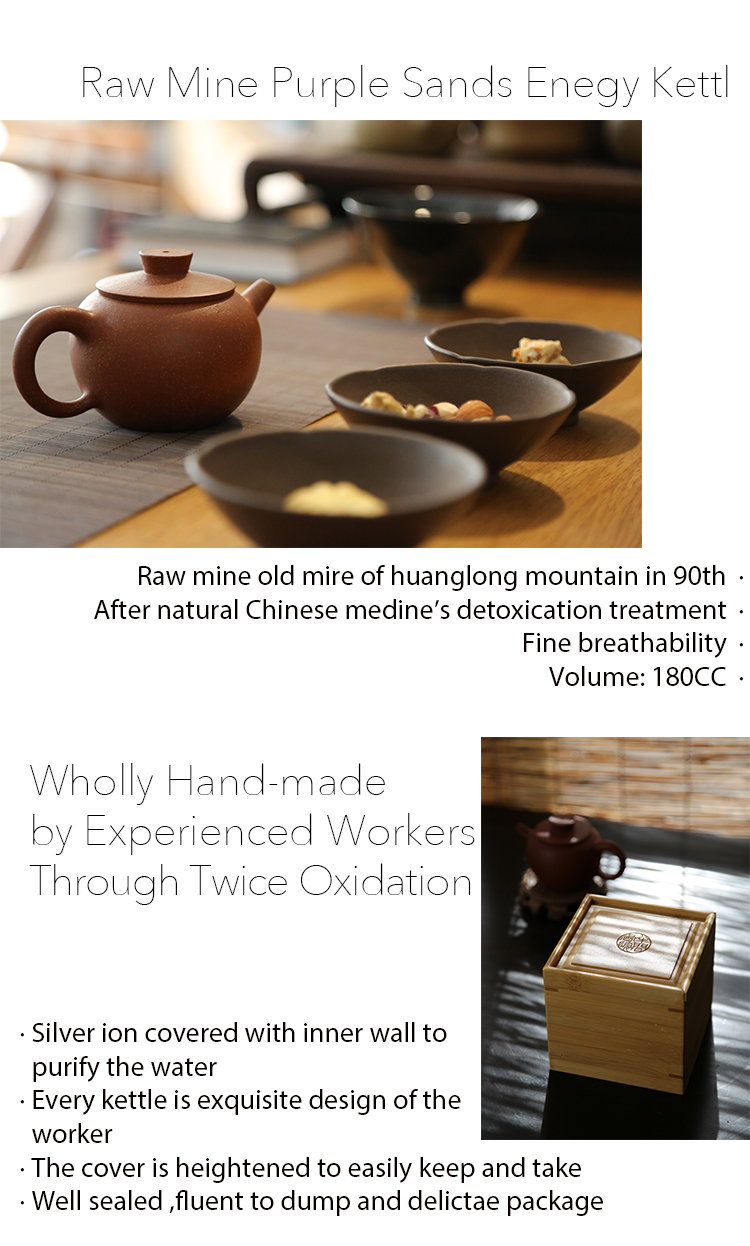 Raw Mine Purple Sands Enegy Kettl
Raw mine old mire of huanglong mountain in 90th ·
After natural Chinese medine’s detoxication treatment ·
Fine breathability ·
Volume: 180CC ·
Wholly Hand-made
by Experienced Workers
Through Twice Oxidation
· Silver ion covered with inner wall to
purify the water
· Every kettle is exquisite design of the
worker
· The cover is heightened to easily keep and take
· Well sealed ,fluent to dump and delictae package